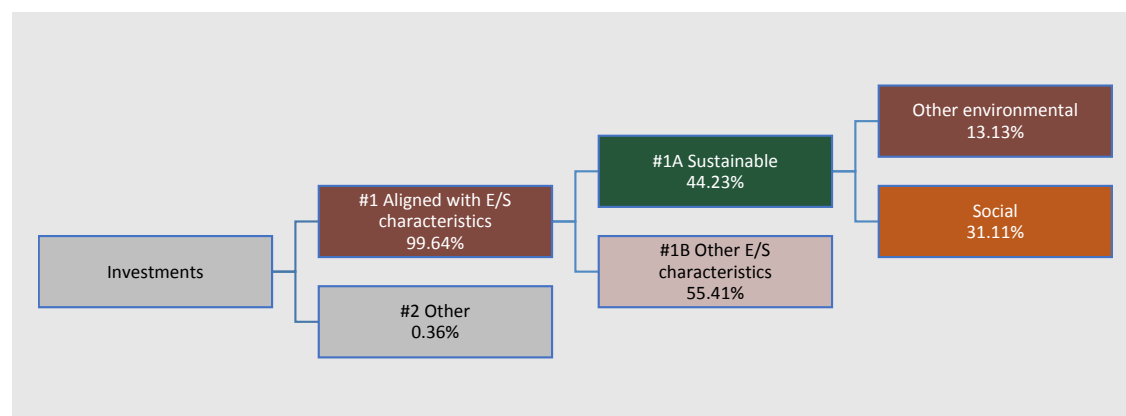 Investments
#1 Aligned with E/S
characteristics
99.64%
#2 Other
0.36%
#1A Sustainable
44.23%
#1B Other E/S
characteristics
55.41%
Other environmental
13.13%
Social
31.11%